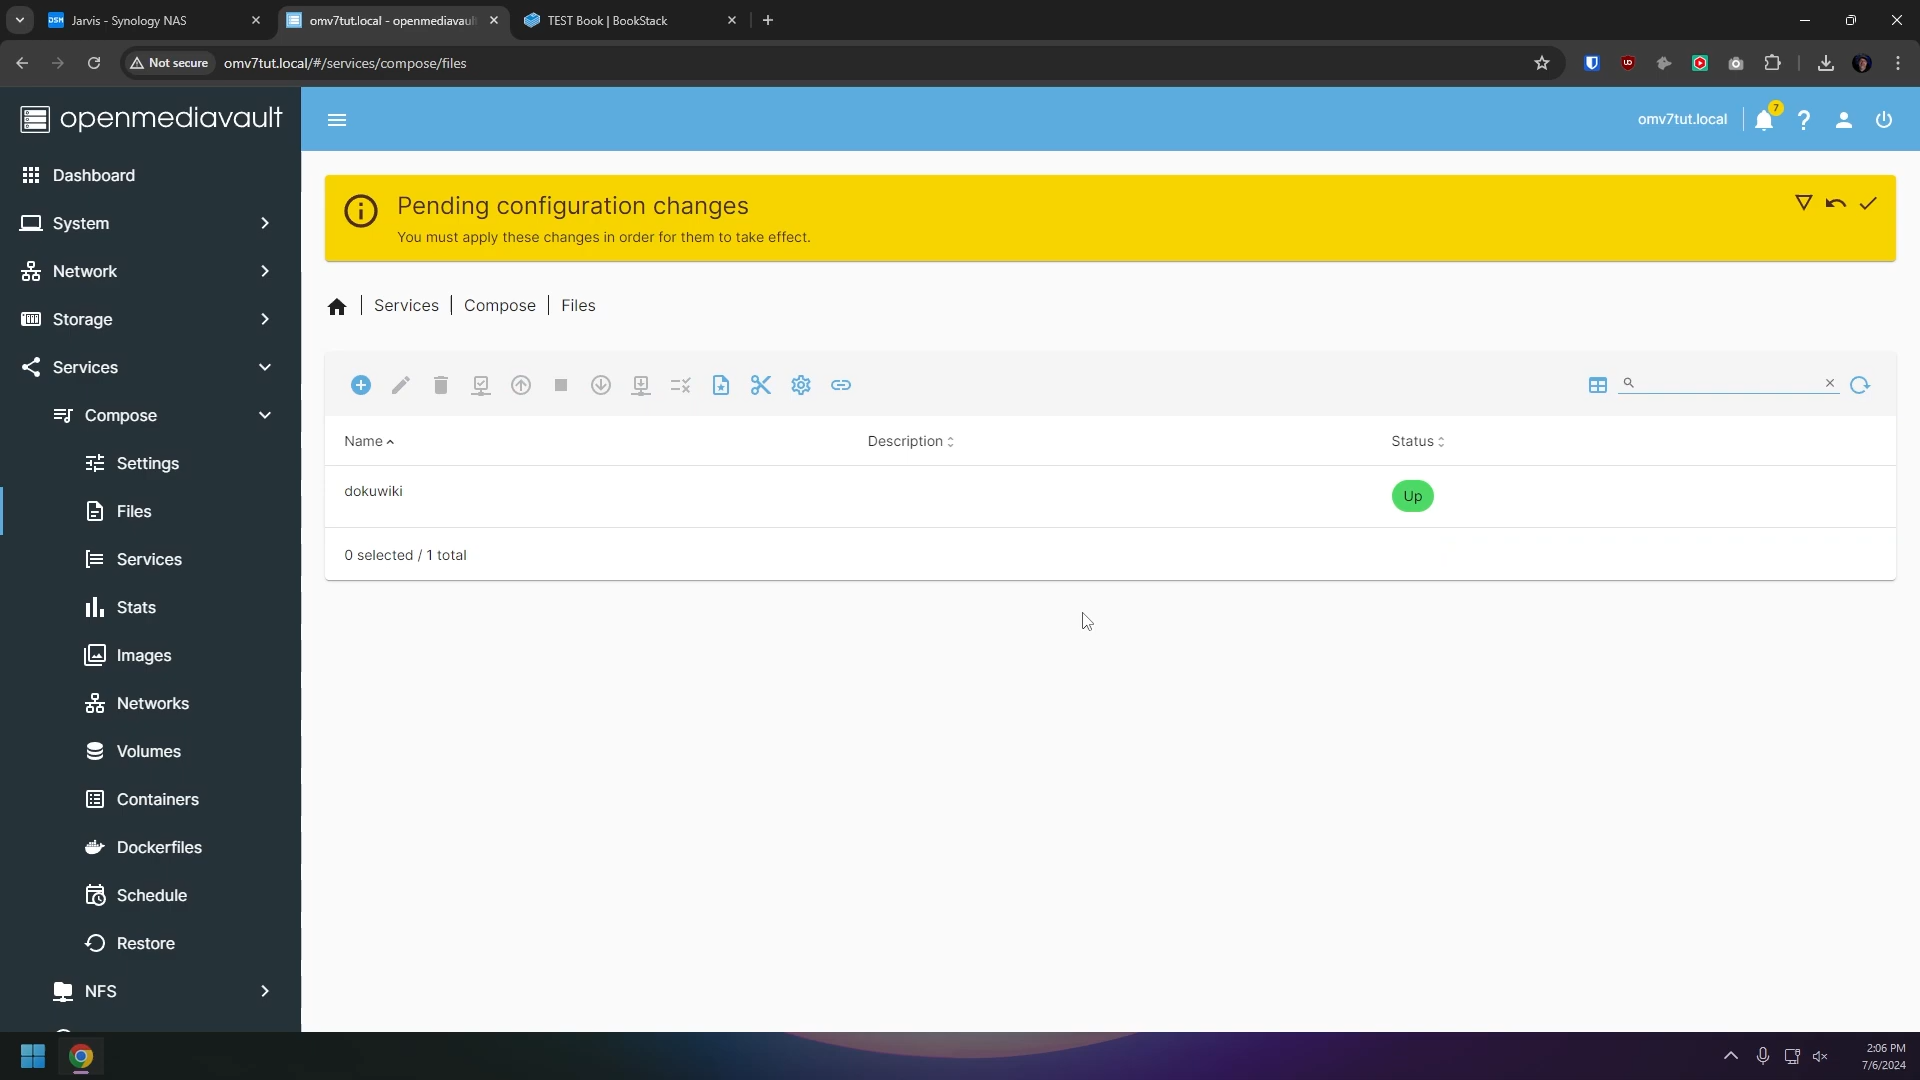 DSM Jarvis - Synology NAS
omv7tut.local - openmediavaul
TEST Book | BookStack
Not secure
omv7tut.local/#/services/compose/files
openmediavault
omv7tut.local
7
Dashboard
System
Network
Storage
Services
Compose
Settings
Files
Services
Stats
Images
Networks
Volumes
Containers
Dockerfiles
Schedule
Restore
NFS
Pending configuration changes
You must apply these changes in order for them to take effect.
Services | Compose | Files
Name Description Status
dokuwiki Up
0 selected / 1 total
2:06 PM
7/6/2024